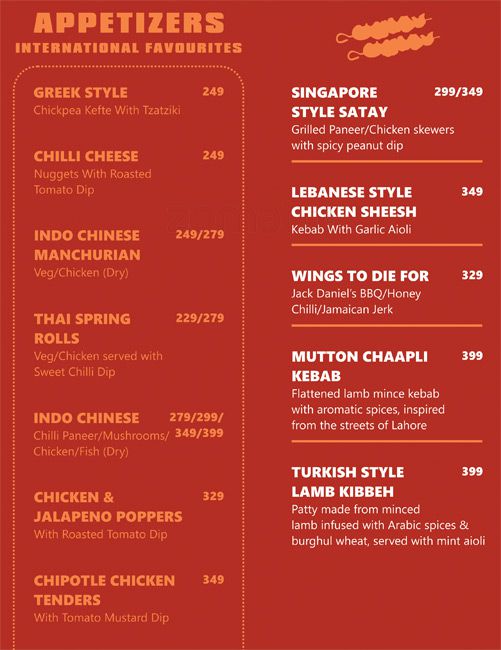 APPETIZERS
INTERNATIONAL FAVOURITES
GREEK STYLE 249
Chickpea Kefte With Tzatziki
CHILLI CHEESE 249
Nuggets With Roasted
Tomato Dip
INDO CHINESE 249/279
MANCHURIAN
Veg/Chicken (Dry)
THAI SPRING 229/279
ROLLS
Veg/Chicken served with
Sweet Chilli Dip
INDO CHINESE 279/299/
Chilli Paneer/Mushrooms/ 349/399
Chicken/Fish (Dry)
CHICKEN & 329
JALAPENO POPPERS
With Roasted Tomato Dip
CHIPOTLE CHICKEN 349
TENDERS
With Tomato Mustard Dip
SINGAPORE 299/349
STYLE SATAY
Grilled Paneer/Chicken skewers
with spicy peanut dip
LEBANESE STYLE 349
CHICKEN SHEESH
Kebab With Garlic Aioli
WINGS TO DIE FOR 329
Jack Daniel's BBQ/Honey
Chilli/Jamaican Jerk
MUTTON CHAAPLI 399
KEBAB
Flattened lamb mince kebab
with aromatic spices, inspired
from the streets of Lahore
TURKISH STYLE 399
LAMB KIBBEH
Patty made from minced
lamb infused with Arabic spices &
burghul wheat, served with mint aioli